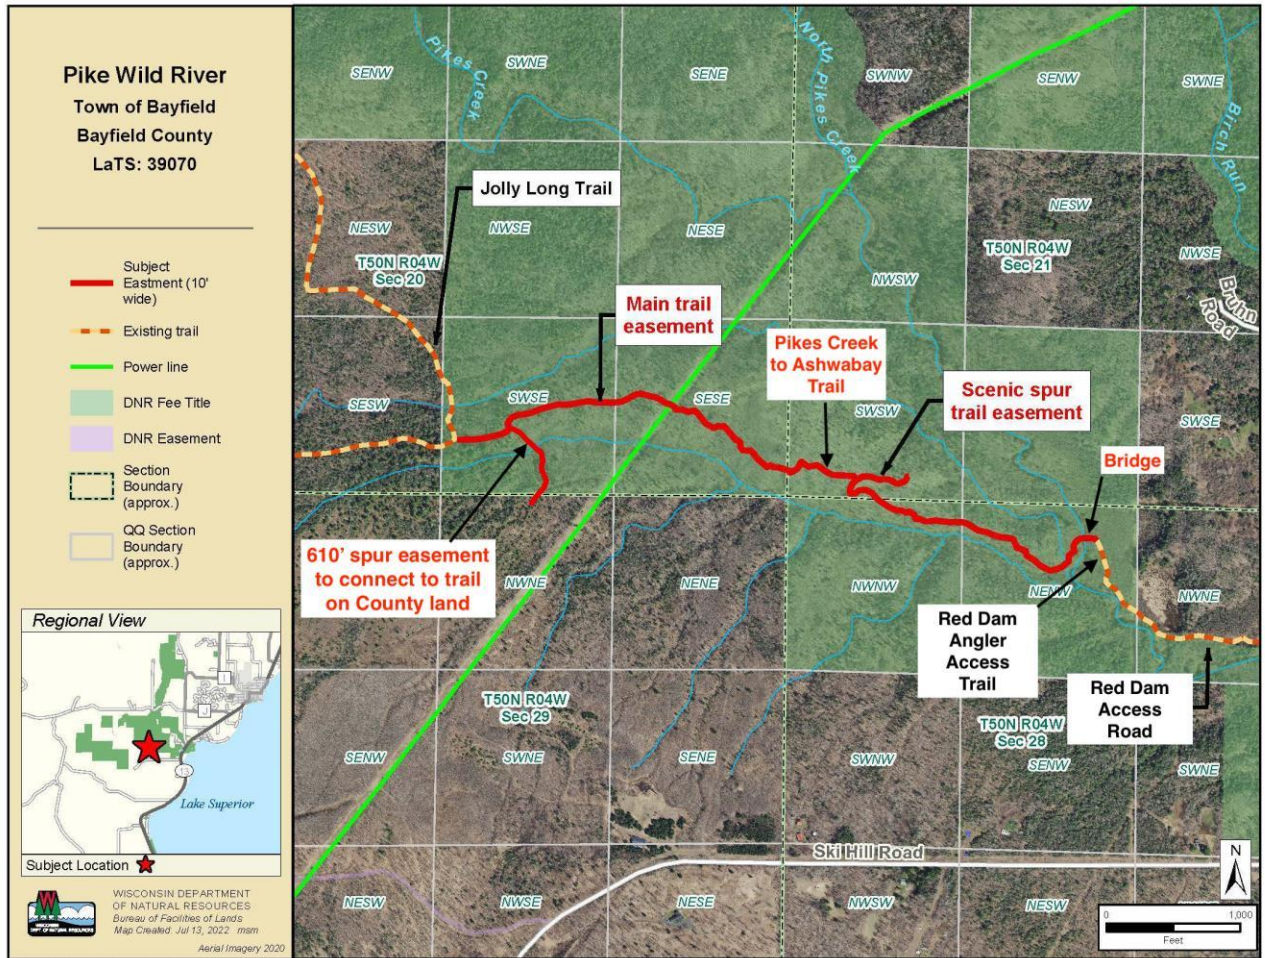 Pike Wild River
Town of Bayfield
Bayfield County
LaTS: 39070
Subject
Eastment (10'
wide)
Existing trail
Power line
DNR Fee Title
DNR Easement
Section
Boundary
(approx.)
QQ Section
Boundary
(approx.)
Regional View
I
J
13
Lake Superior
Subject Location
WISCONSIN DEPARTMENT
OF NATURAL RESOURCES
Bureau of Facilities of Lands
Map Created: Jul 13, 2022 msm
Aerial Imagery 2020
WISCONSIN
DEPT. OF NATURAL RESOURCES
Pikes Creek
North Pikes Creek
Birch Run
SENW
SWNE
SENE
SWNW
SENW
SWNE
Jolly Long Trail
NESW
NWSE
NESE
NWSW
NESW
NWSE
T50N R04W
Sec 20
T50N R04W
Sec 21
Bruhn
Road
Main trail
easement
Pikes Creek
to Ashwabay
Trail
Scenic spur
trail easement
SESW
SWSE
SESE
SWSW
SWSE
Bridge
610' spur easement
to connect to trail
on County land
NWNE
NENE
NWNW
NENW
NWNE
Red Dam
Angler
Access
Trail
Red Dam
Access
Road
T50N R04W
Sec 29
T50N R04W
Sec 28
SENW
SWNE
SENE
SWNW
SENW
SWNE
Ski Hill Road
NESW
NWSE
NESE
NWSW
NESW
NWSE
N
0
1,000
Feet